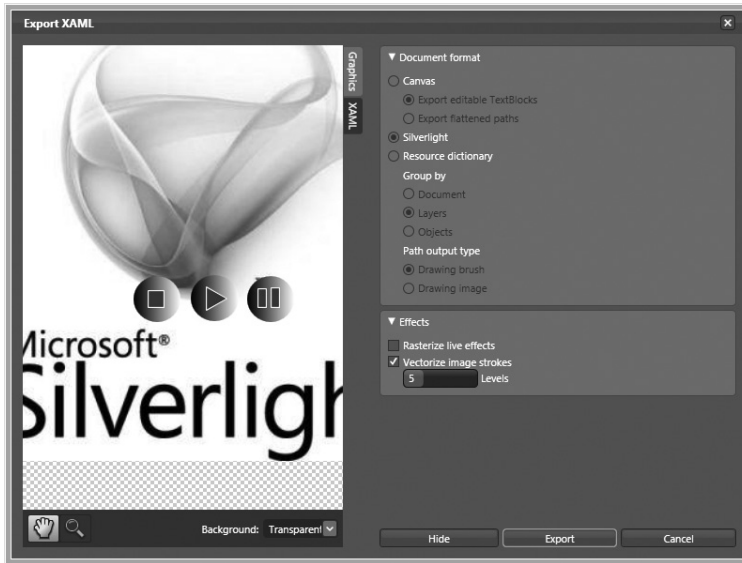 Export XAML
Graphics
XAML
Microsoft®
Silverligh
Background: Transparent
Document format
Canvas
Export editable TextBlocks
Export flattened paths
Silverlight
Resource dictionary
Group by
Document
Layers
Objects
Path output type
Drawing brush
Drawing image
Effects
Rasterize live effects
Vectorize image strokes
5 Levels
Hide Export Cancel